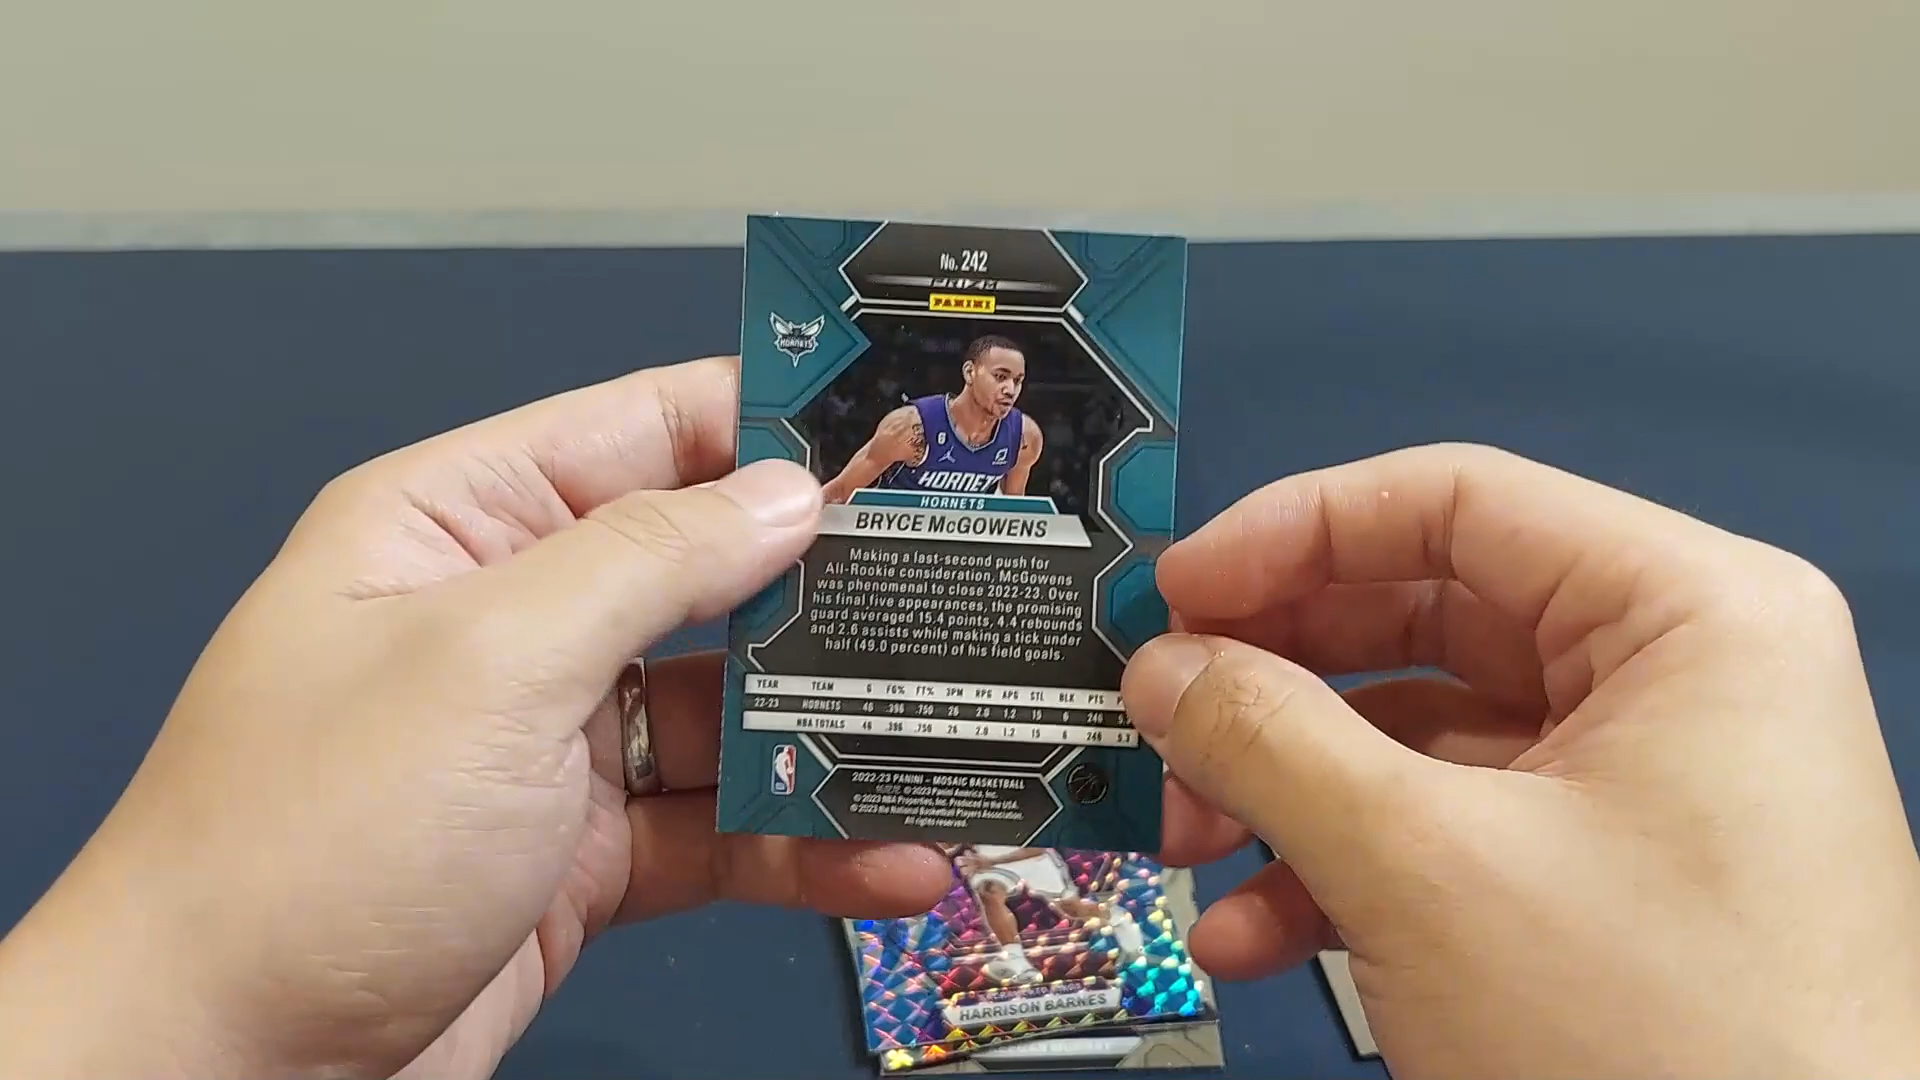 No. 242
PRIZM
PANINI
HORNETS
6
HORNET
HORNETS
BRYCE McGOWENS
Making a last-second push for
All-Rookie consideration, McGowens
was phenomenal to close 2022-23. Over
his final five appearances, the promising
guard averaged 15.4 points, 4.4 rebounds
and 2.6 assists while making a tick under
half (49.0 percent) of his field goals.
YEAR TEAM G FG% FT% 3PM RPG APG STL BLK PTS
22-23 HORNETS 46 .396 .750 26 2.0 1.2 15 6 246 5.3
NBA TOTALS 46 .396 .750 26 2.0 1.2 15 6 246 5.3
2022-23 PANINI – MOSAIC BASKETBALL
© 2023 Panini America, Inc.
© 2023 NBA Properties, Inc. Produced in the USA.
© 2023 the National Basketball Players Association.
All rights reserved.
HARRISON BARNES